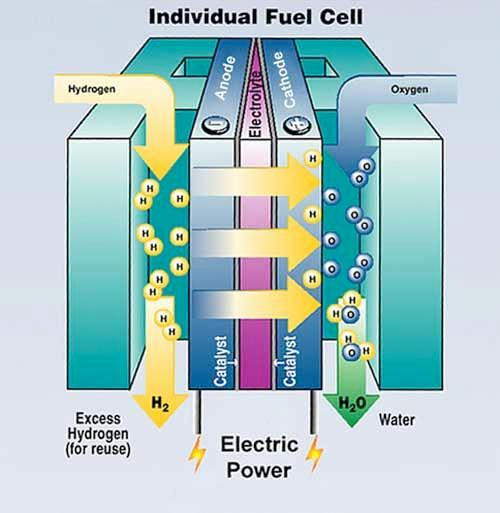 Individual Fuel Cell
Hydrogen
Anode
Electrolyte
Cathode
Oxygen
-
+
H
H
H
H
H
H
H
H
H
H
H
H
H
H
O
O
O
O
O
O
O
O
H
H
O
H
O
H
Catalyst
Catalyst
H₂
H₂O
Excess
Hydrogen
(for reuse)
Electric
Power
Water